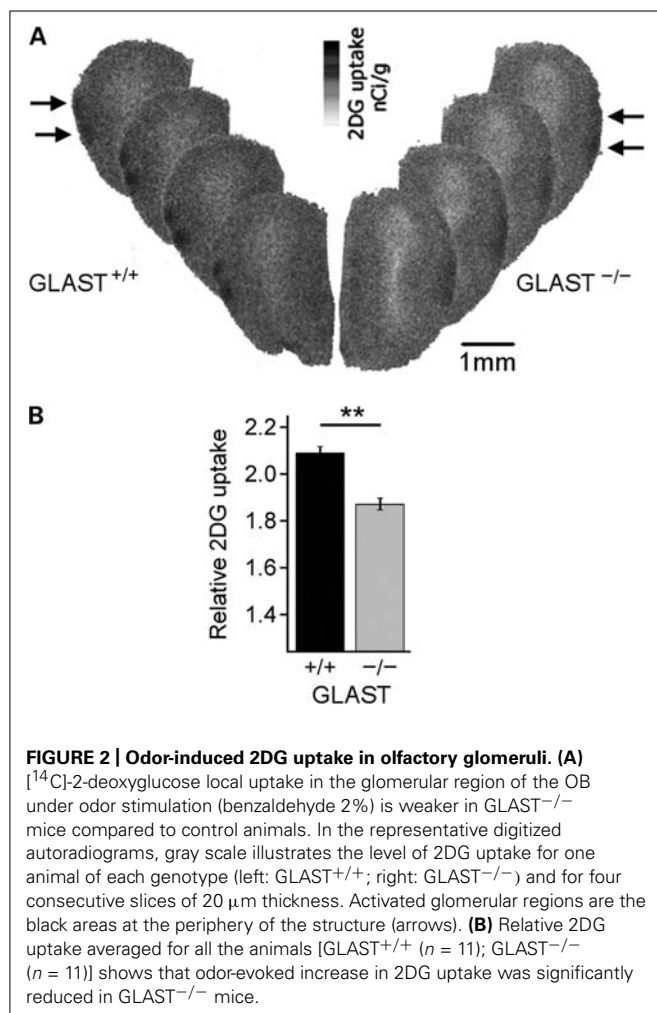 A
2DG uptake
nCi/g
GLAST +/+
GLAST −/−
1mm
B
**
Relative 2DG uptake
2.2
2.0
1.8
1.6
1.4
+/+ −/−
GLAST
FIGURE 2 | Odor-induced 2DG uptake in olfactory glomeruli. (A)
[14C]-2-deoxyglucose local uptake in the glomerular region of the OB
under odor stimulation (benzaldehyde 2%) is weaker in GLAST−/−
mice compared to control animals. In the representative digitized
autoradiograms, gray scale illustrates the level of 2DG uptake for one
animal of each genotype (left: GLAST+/+; right: GLAST−/−) and for four
consecutive slices of 20 μm thickness. Activated glomerular regions are the
black areas at the periphery of the structure (arrows). (B) Relative 2DG
uptake averaged for all the animals [GLAST+/+ (n = 11); GLAST−/−
(n = 11)] shows that odor-evoked increase in 2DG uptake was significantly
reduced in GLAST−/− mice.